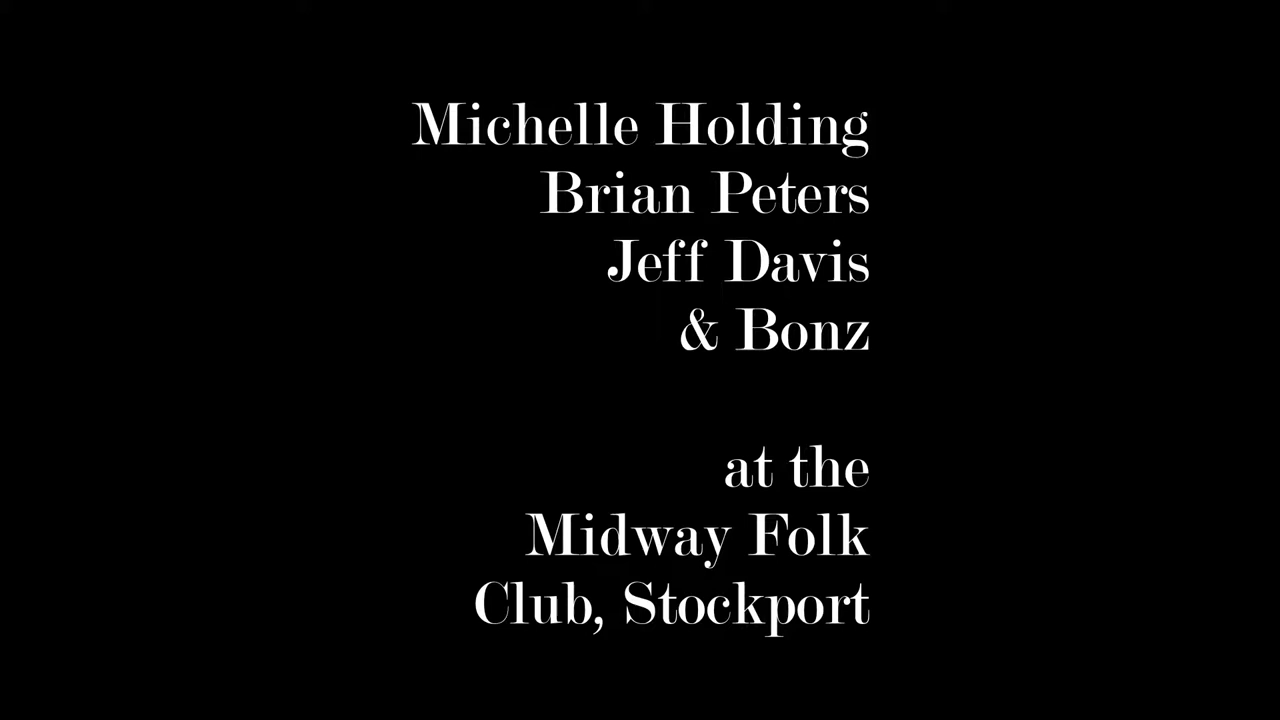 Michelle Holding
Brian Peters
Jeff Davis
& Bonz
at the
Midway Folk
Club, Stockport